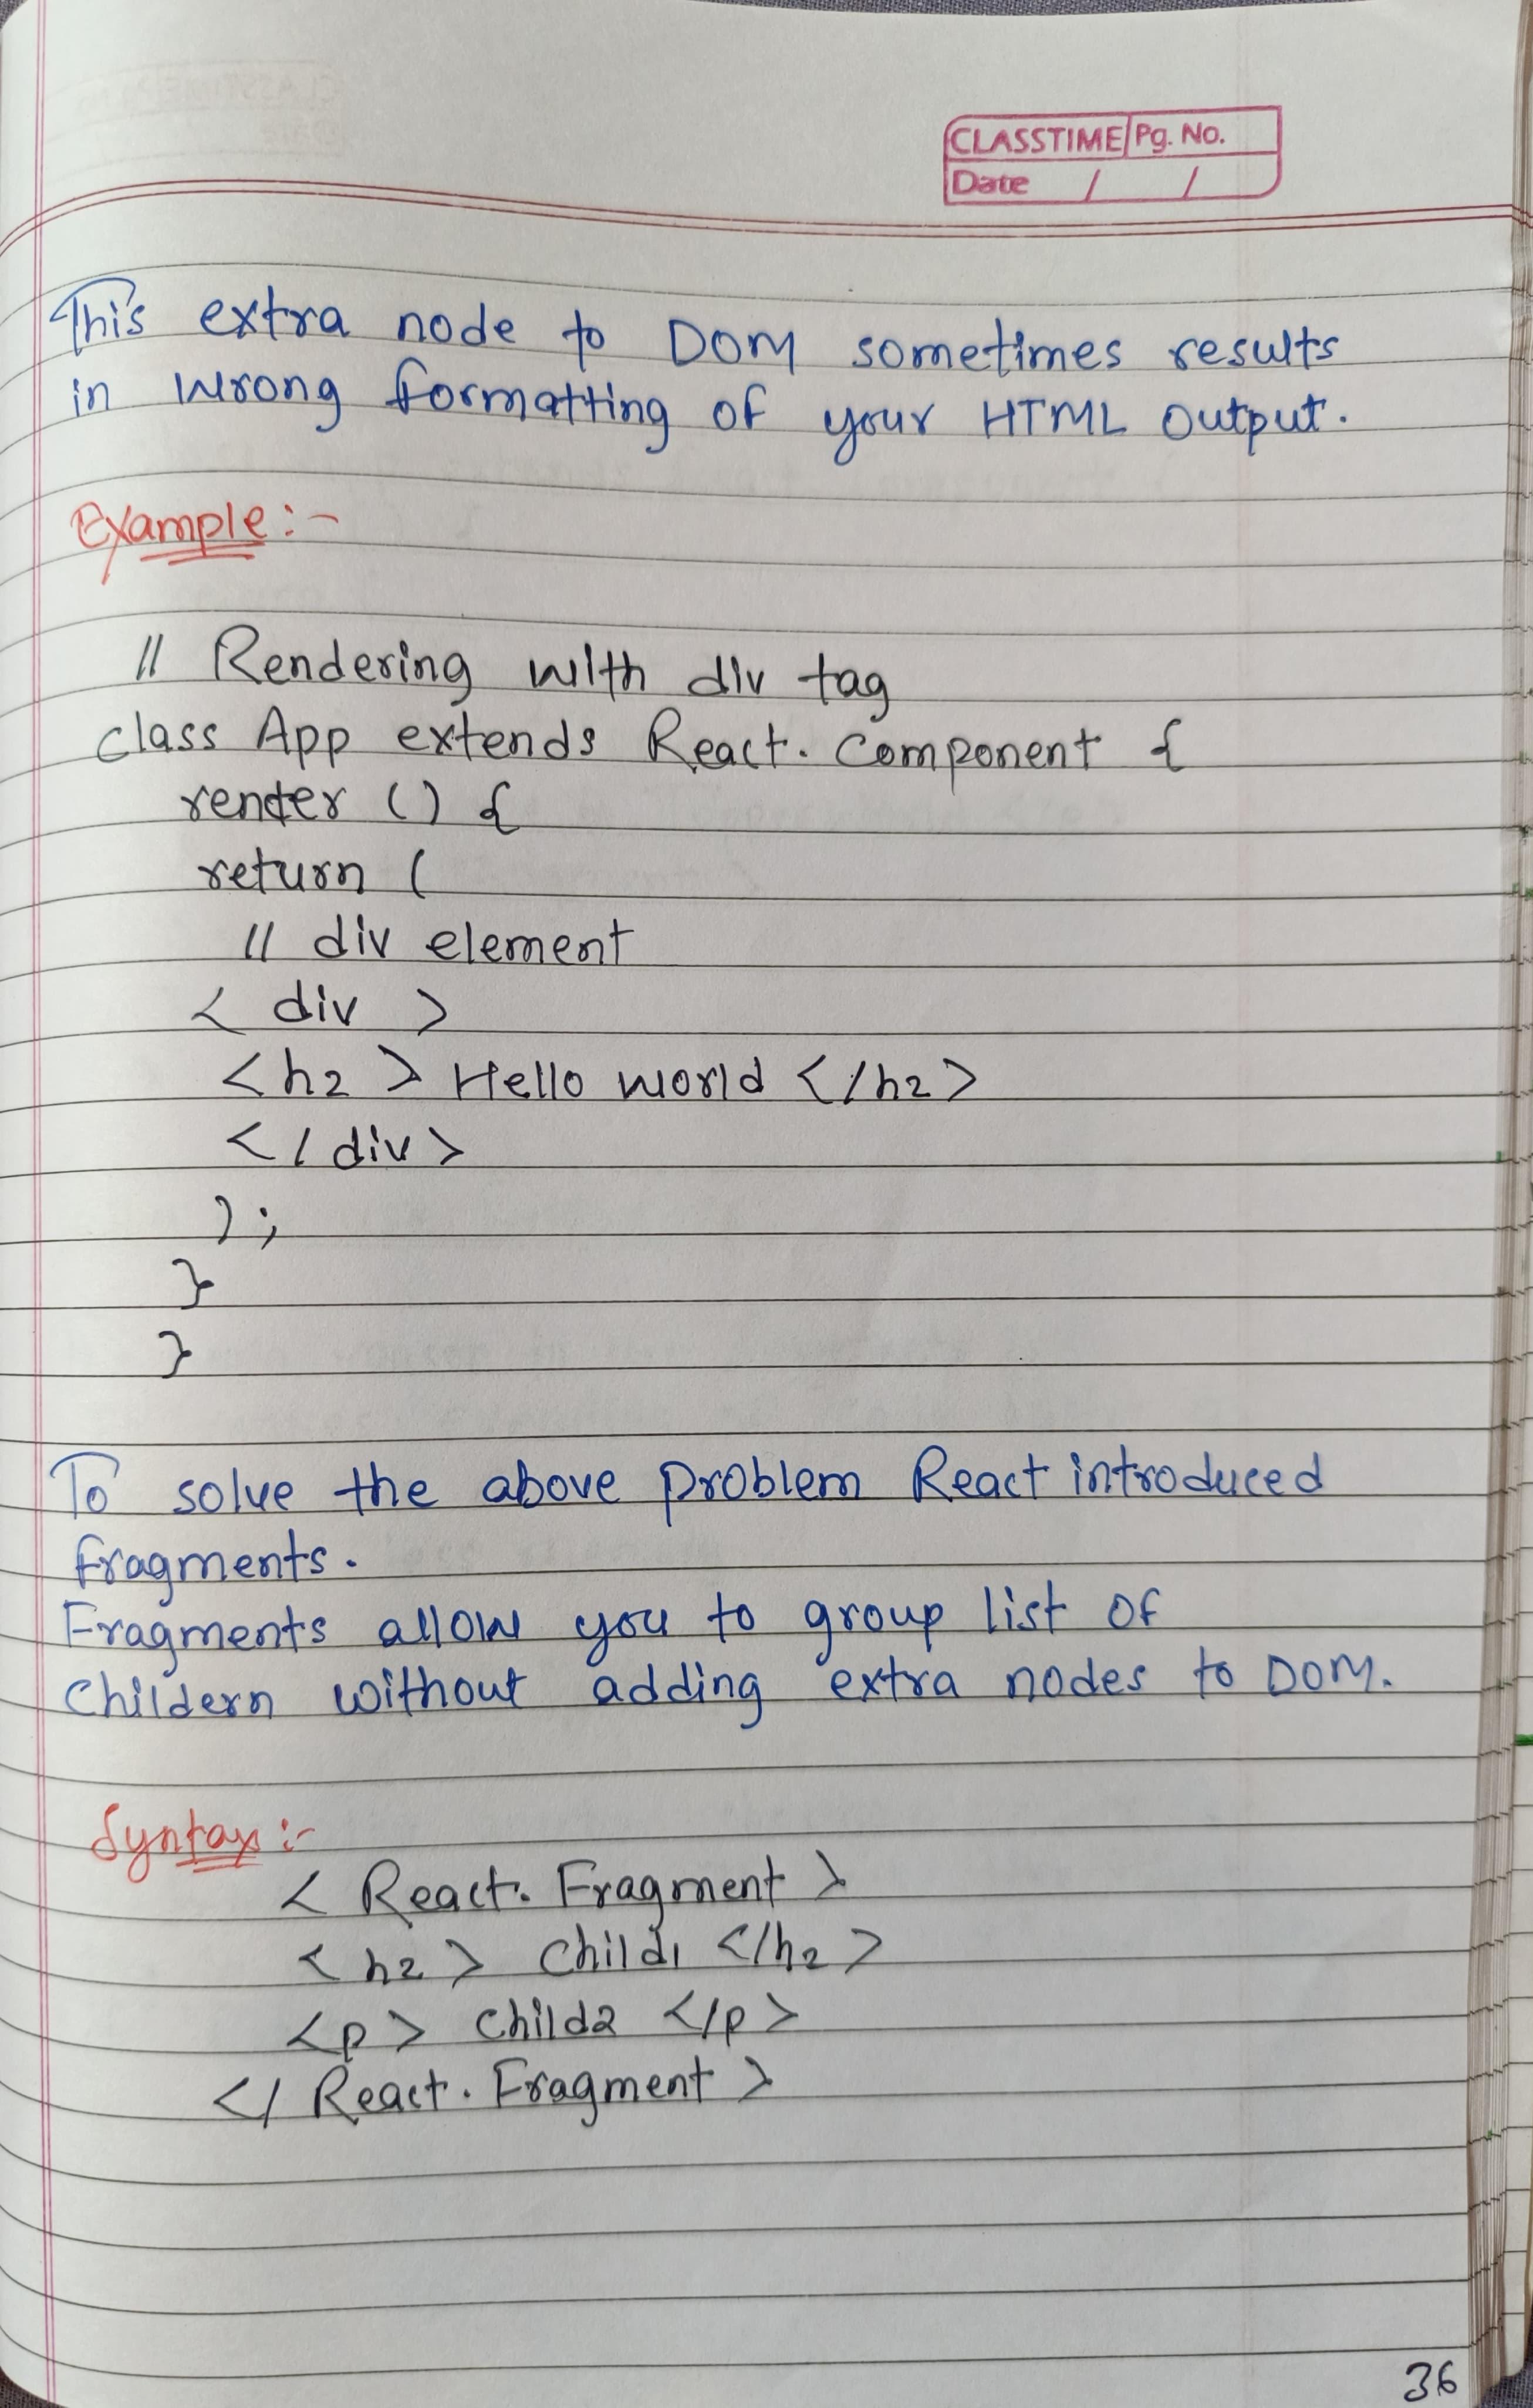 CLASSTIME Pg. No.
Date / /
This extra node to DOM sometimes results
in wrong formatting of your HTML output.
Example:-
// Rendering with div tag
class App extends React. Component {
render () {
return (
// div element
< div >
<h2 > Hello world </h2>
</div>
);
}
}
To solve the above problem React introduced
fragments.
Fragments allow you to group list of
Childern without adding extra nodes to DOM.
Syntax:-
< React. Fragment >
<h2 > Child1 </h2 >
<p > Child2 </p >
</ React. Fragment >
36